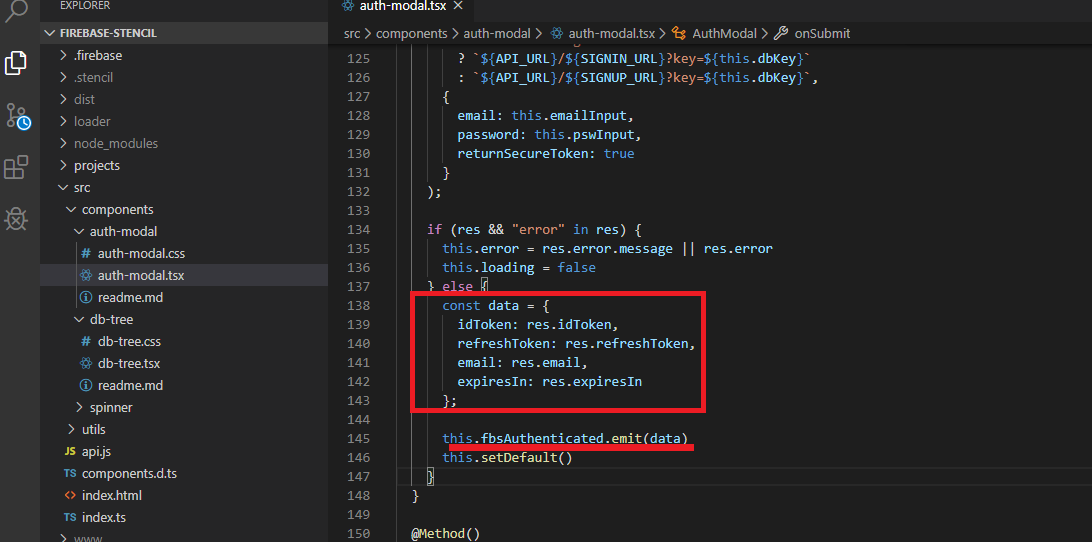 EXPLORER
FIREBASE-STENCIL
.firebase
.stencil
dist
loader
node_modules
projects
src
components
auth-modal
auth-modal.css
auth-modal.tsx
readme.md
db-tree
db-tree.css
db-tree.tsx
readme.md
spinner
utils
JS api.js
TS components.d.ts
index.html
TS index.ts
www
auth-modal.tsx
src > components > auth-modal > auth-modal.tsx > AuthModal > onSubmit
125 ? `${API_URL}/${SIGNIN_URL}?key=${this.dbKey}`
126 : `${API_URL}/${SIGNUP_URL}?key=${this.dbKey}`,
127 {
128 email: this.emailInput,
129 password: this.pswInput,
130 returnSecureToken: true
131 }
132 );
133
134 if (res && "error" in res) {
135 this.error = res.error.message || res.error
136 this.loading = false
137 } else {
138 const data = {
139 idToken: res.idToken,
140 refreshToken: res.refreshToken,
141 email: res.email,
142 expiresIn: res.expiresIn
143 };
144
145 this.fbsAuthenticated.emit(data)
146 this.setDefault()
147 }
148 }
149
150 @Method()